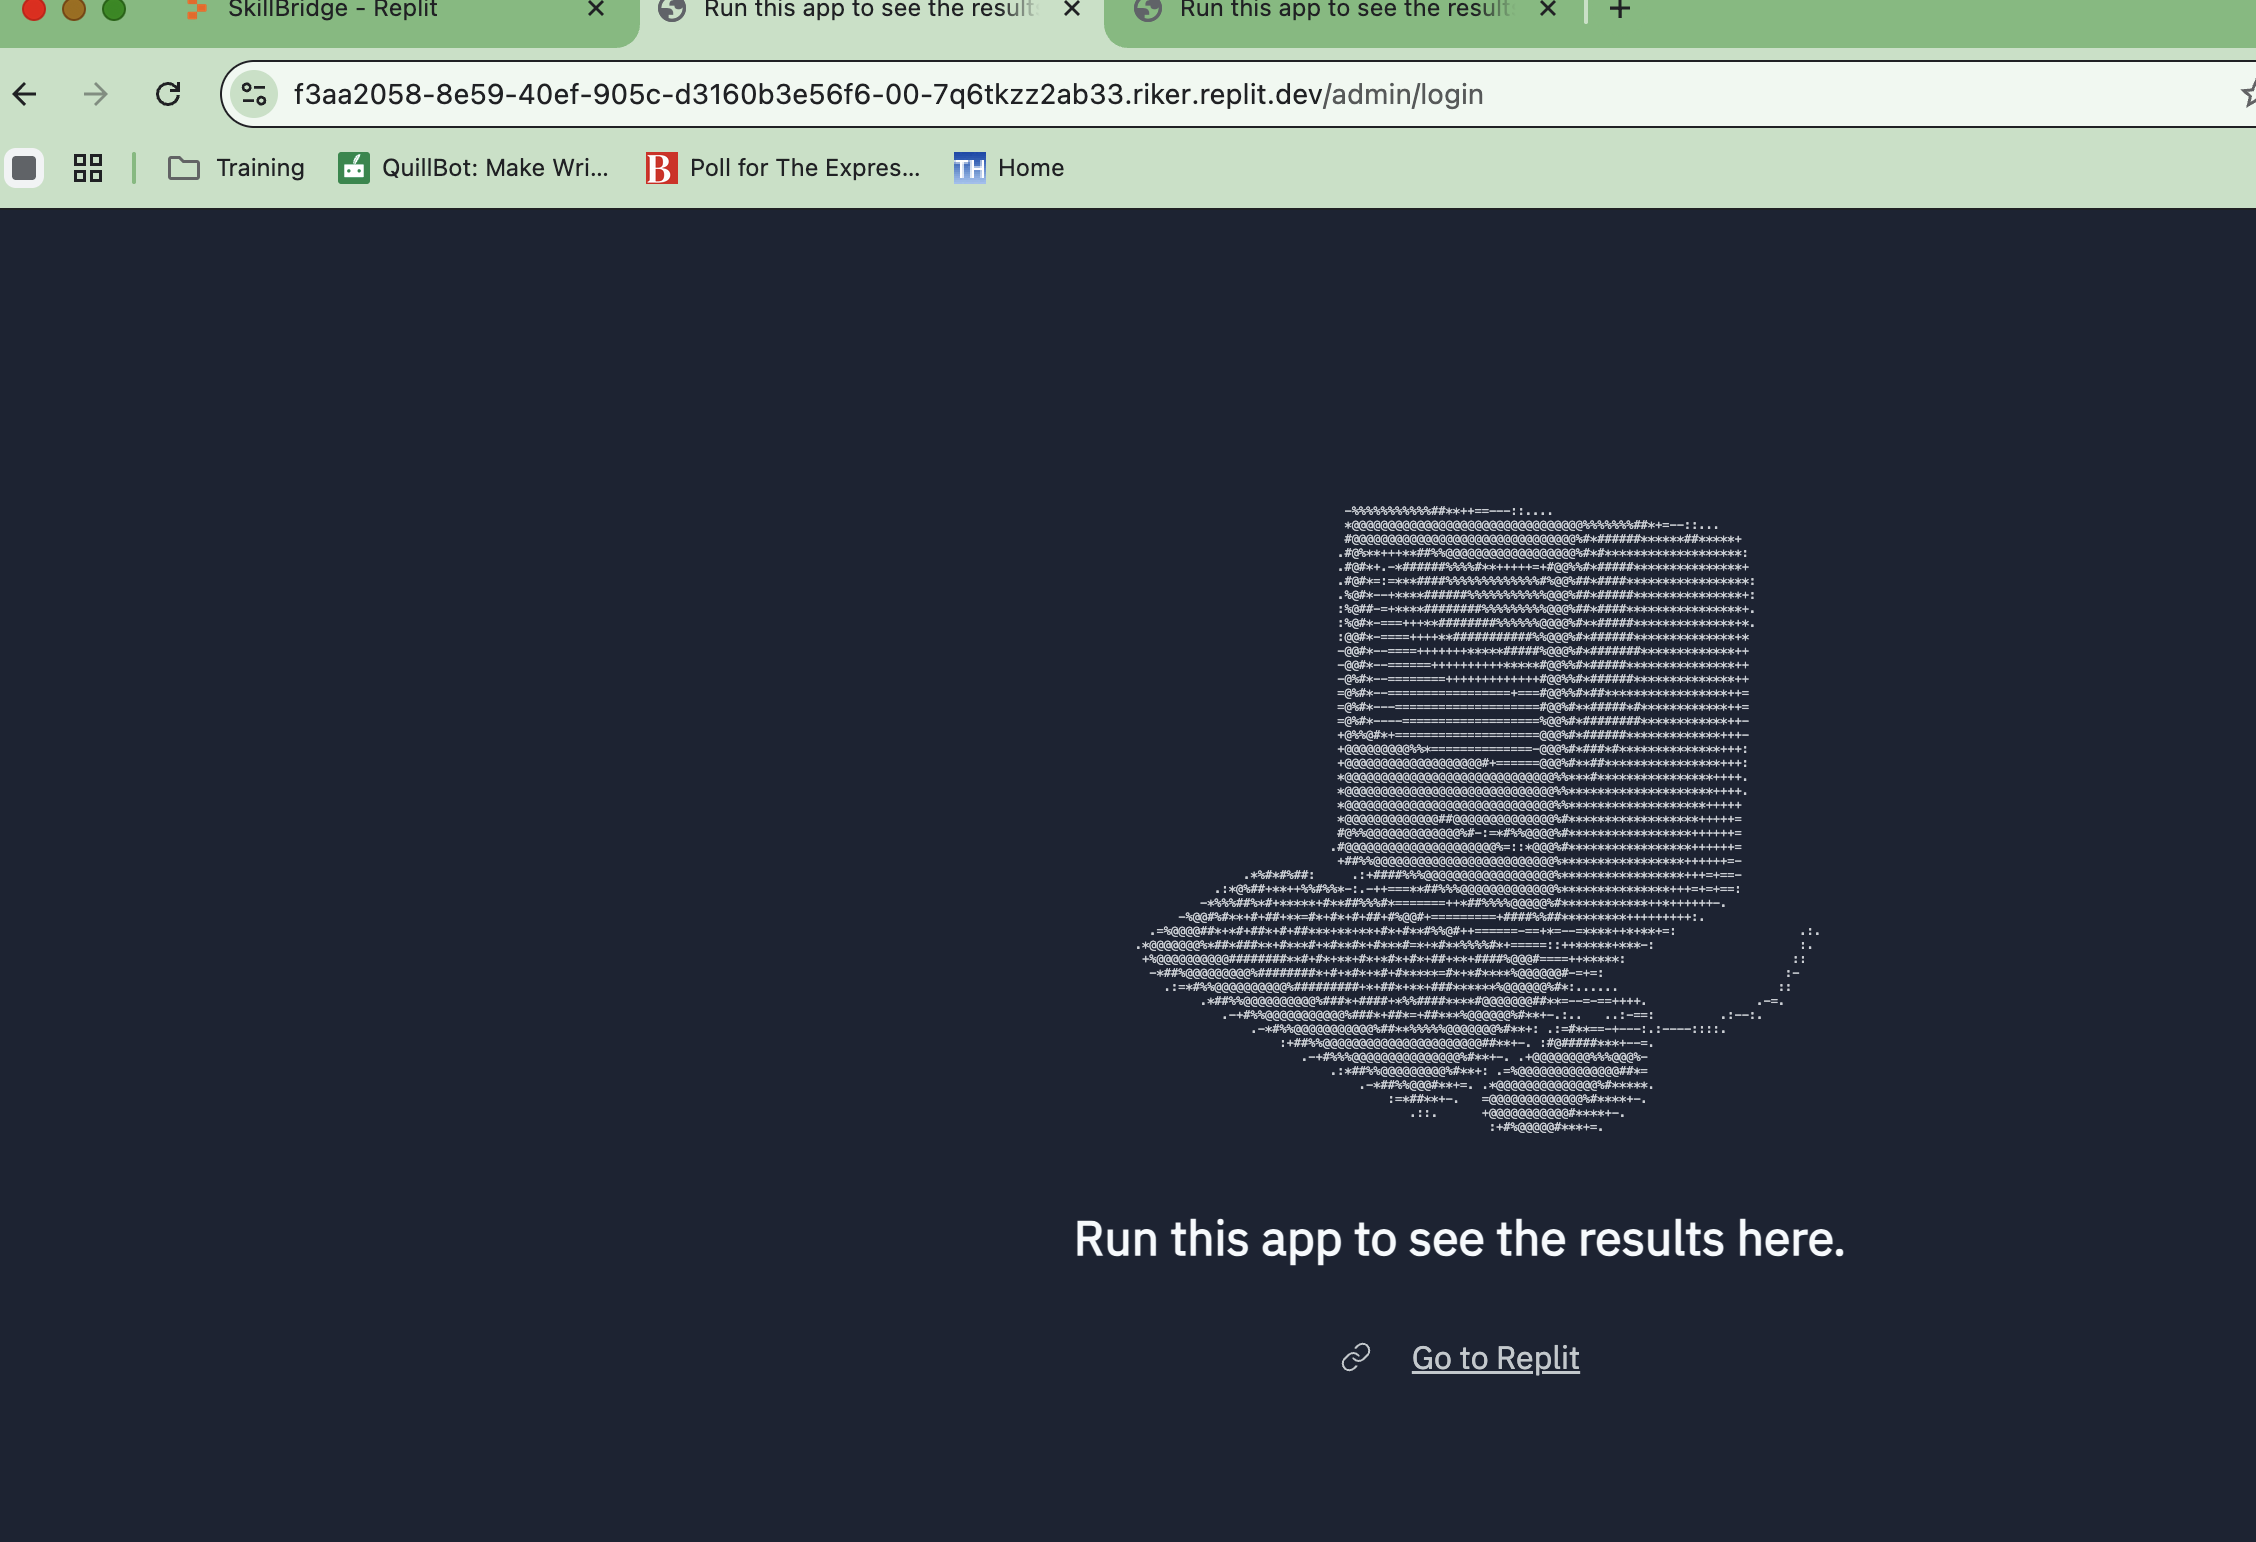 SkillBridge - Replit
Run this app to see the result
Run this app to see the result
f3aa2058-8e59-40ef-905c-d3160b3e56f6-00-7q6tkzz2ab33.riker.replit.dev/admin/login
Training
QuillBot: Make Wri...
B
Poll for The Expres...
TH
Home
Run this app to see the results here.
Go to Replit